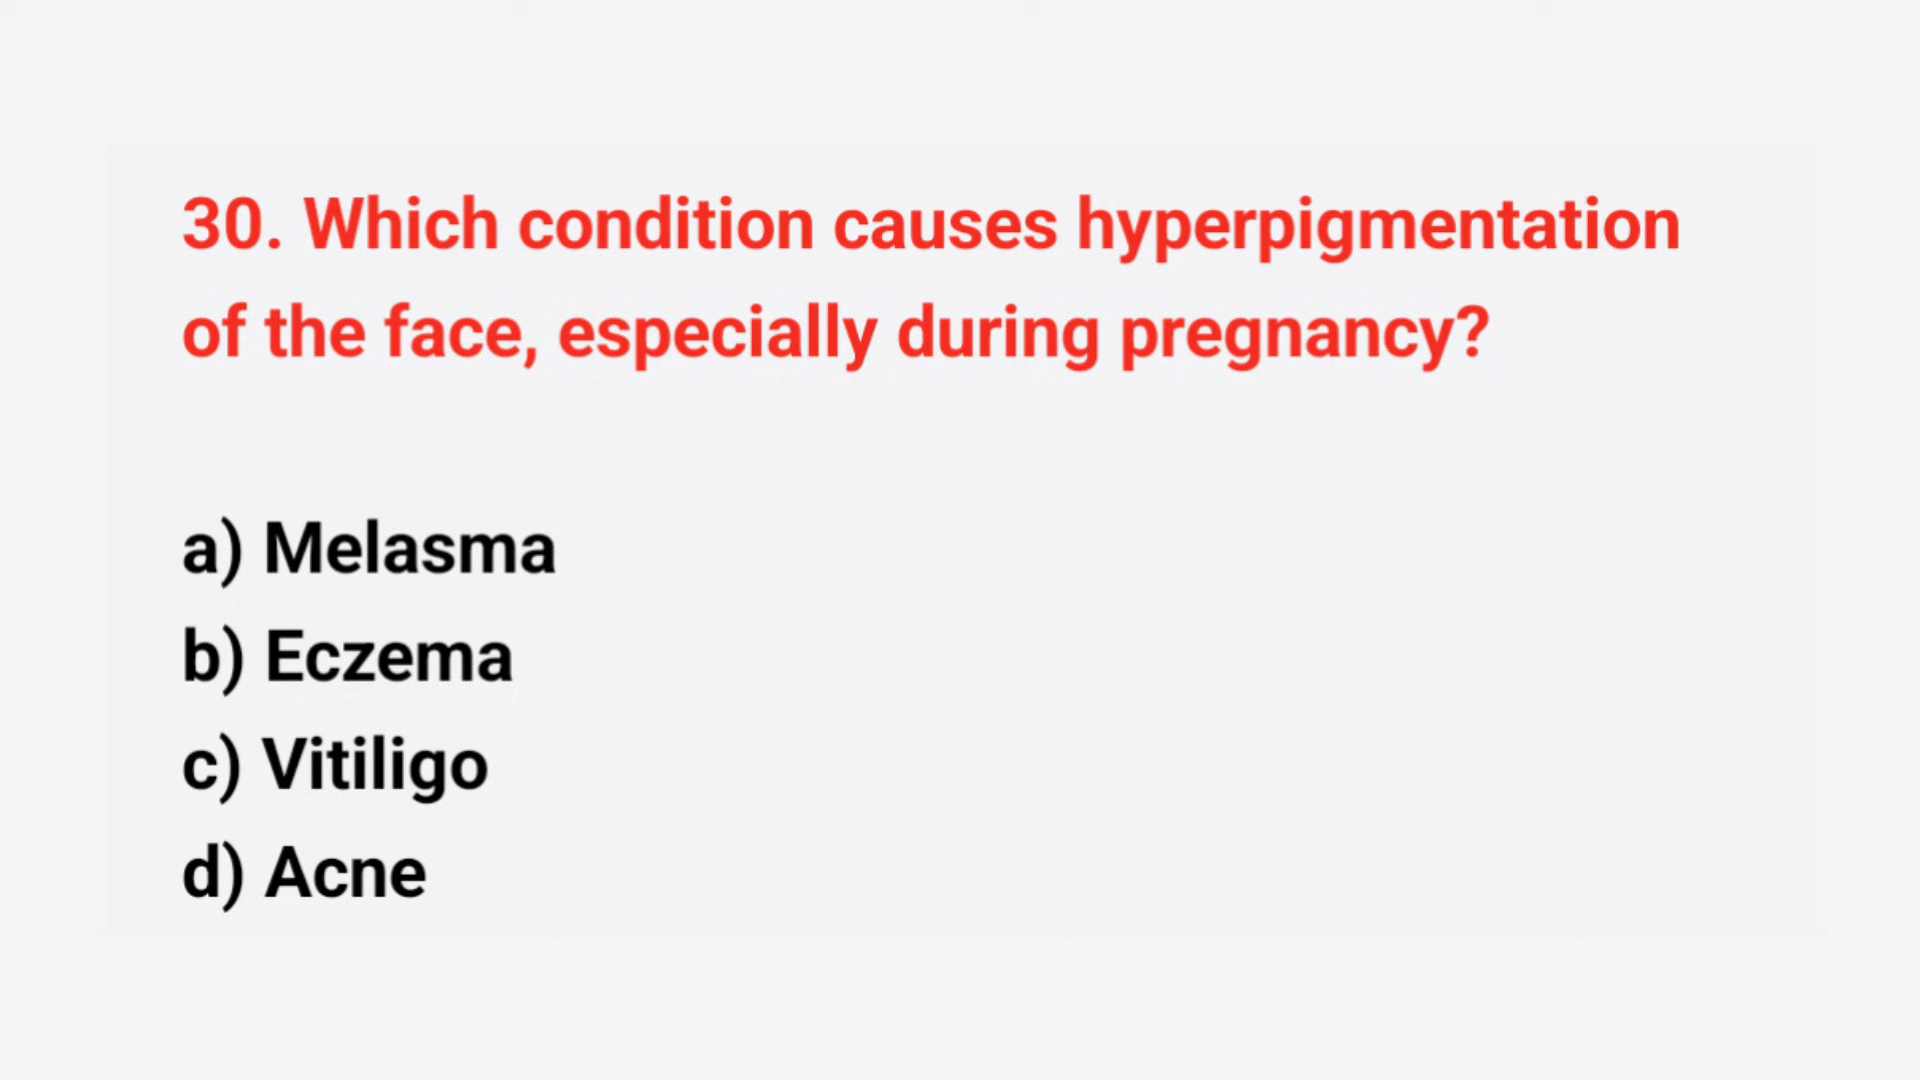 30. Which condition causes hyperpigmentation
of the face, especially during pregnancy?
a) Melasma
b) Eczema
c) Vitiligo
d) Acne